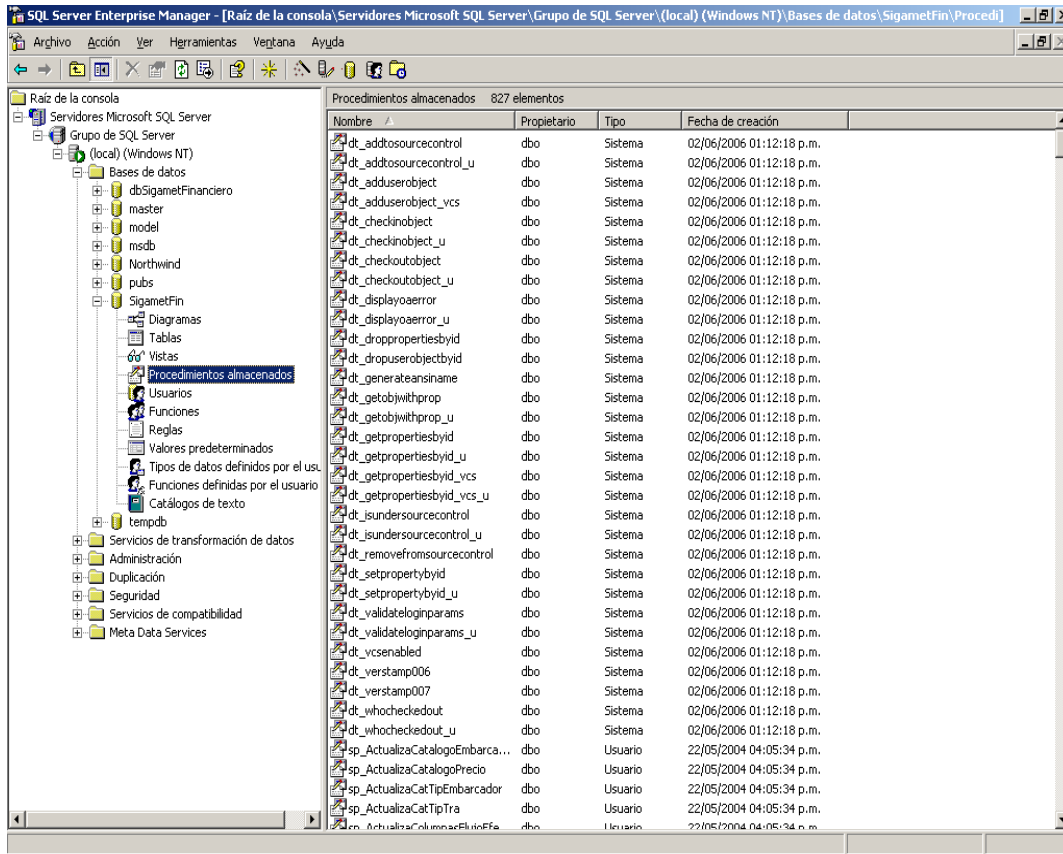 SQL Server Enterprise Manager - [Raíz de la consola\Servidores Microsoft SQL Server\Grupo de SQL Server\(local) (Windows NT)\Bases de datos\SigametFin\Procedi]
Archivo Acción Ver Herramientas Ventana Ayuda
Raíz de la consola
Servidores Microsoft SQL Server
Grupo de SQL Server
(local) (Windows NT)
Bases de datos
dbSigametFinanciero
master
model
msdb
Northwind
pubs
SigametFin
Diagramas
Tablas
Vistas
Procedimientos almacenados
Usuarios
Funciones
Reglas
Valores predeterminados
Tipos de datos definidos por el usu
Funciones definidas por el usuario
Catálogos de texto
tempdb
Servicios de transformación de datos
Administración
Duplicación
Seguridad
Servicios de compatibilidad
Meta Data Services
Procedimientos almacenados 827 elementos
Nombre Propietario Tipo Fecha de creación
dt_addtosourcecontrol dbo Sistema 02/06/2006 01:12:18 p.m.
dt_addtosourcecontrol_u dbo Sistema 02/06/2006 01:12:18 p.m.
dt_adduserobject dbo Sistema 02/06/2006 01:12:18 p.m.
dt_adduserobject_vcs dbo Sistema 02/06/2006 01:12:18 p.m.
dt_checkinobject dbo Sistema 02/06/2006 01:12:18 p.m.
dt_checkinobject_u dbo Sistema 02/06/2006 01:12:18 p.m.
dt_checkoutobject dbo Sistema 02/06/2006 01:12:18 p.m.
dt_checkoutobject_u dbo Sistema 02/06/2006 01:12:18 p.m.
dt_displayoaerror dbo Sistema 02/06/2006 01:12:18 p.m.
dt_displayoaerror_u dbo Sistema 02/06/2006 01:12:18 p.m.
dt_droppropertiesbyid dbo Sistema 02/06/2006 01:12:18 p.m.
dt_dropuserobjectbyid dbo Sistema 02/06/2006 01:12:18 p.m.
dt_generateansiname dbo Sistema 02/06/2006 01:12:18 p.m.
dt_getobjwithprop dbo Sistema 02/06/2006 01:12:18 p.m.
dt_getobjwithprop_u dbo Sistema 02/06/2006 01:12:18 p.m.
dt_getpropertiesbyid dbo Sistema 02/06/2006 01:12:18 p.m.
dt_getpropertiesbyid_u dbo Sistema 02/06/2006 01:12:18 p.m.
dt_getpropertiesbyid_vcs dbo Sistema 02/06/2006 01:12:18 p.m.
dt_getpropertiesbyid_vcs_u dbo Sistema 02/06/2006 01:12:18 p.m.
dt_isundersourcecontrol dbo Sistema 02/06/2006 01:12:18 p.m.
dt_isundersourcecontrol_u dbo Sistema 02/06/2006 01:12:18 p.m.
dt_removefromsourcecontrol dbo Sistema 02/06/2006 01:12:18 p.m.
dt_setpropertybyid dbo Sistema 02/06/2006 01:12:18 p.m.
dt_setpropertybyid_u dbo Sistema 02/06/2006 01:12:18 p.m.
dt_validateloginparams dbo Sistema 02/06/2006 01:12:18 p.m.
dt_validateloginparams_u dbo Sistema 02/06/2006 01:12:18 p.m.
dt_vcsenabled dbo Sistema 02/06/2006 01:12:18 p.m.
dt_verstamp006 dbo Sistema 02/06/2006 01:12:18 p.m.
dt_verstamp007 dbo Sistema 02/06/2006 01:12:18 p.m.
dt_whocheckedout dbo Sistema 02/06/2006 01:12:18 p.m.
dt_whocheckedout_u dbo Sistema 02/06/2006 01:12:18 p.m.
sp_ActualizaCatalogoEmbarca... dbo Usuario 22/05/2004 04:05:34 p.m.
sp_ActualizaCatalogoPrecio dbo Usuario 22/05/2004 04:05:34 p.m.
sp_ActualizaCatTipEmbarcador dbo Usuario 22/05/2004 04:05:34 p.m.
sp_ActualizaCatTipTra dbo Usuario 22/05/2004 04:05:34 p.m.
sp_ActualizaColumnasFlujoEfe dbo Usuario 22/05/2004 04:05:34 p.m.